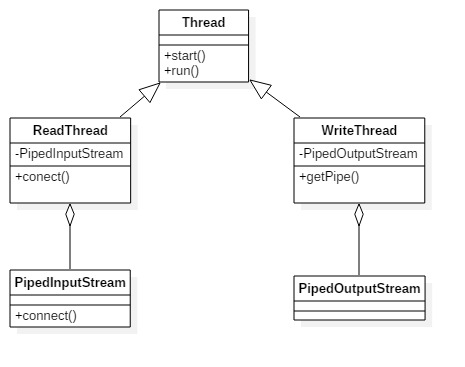 Thread
+start()
+run()
ReadThread
-PipedInputStream
+conect()
WriteThread
-PipedOutputStream
+getPipe()
PipedInputStream
+connect()
PipedOutputStream